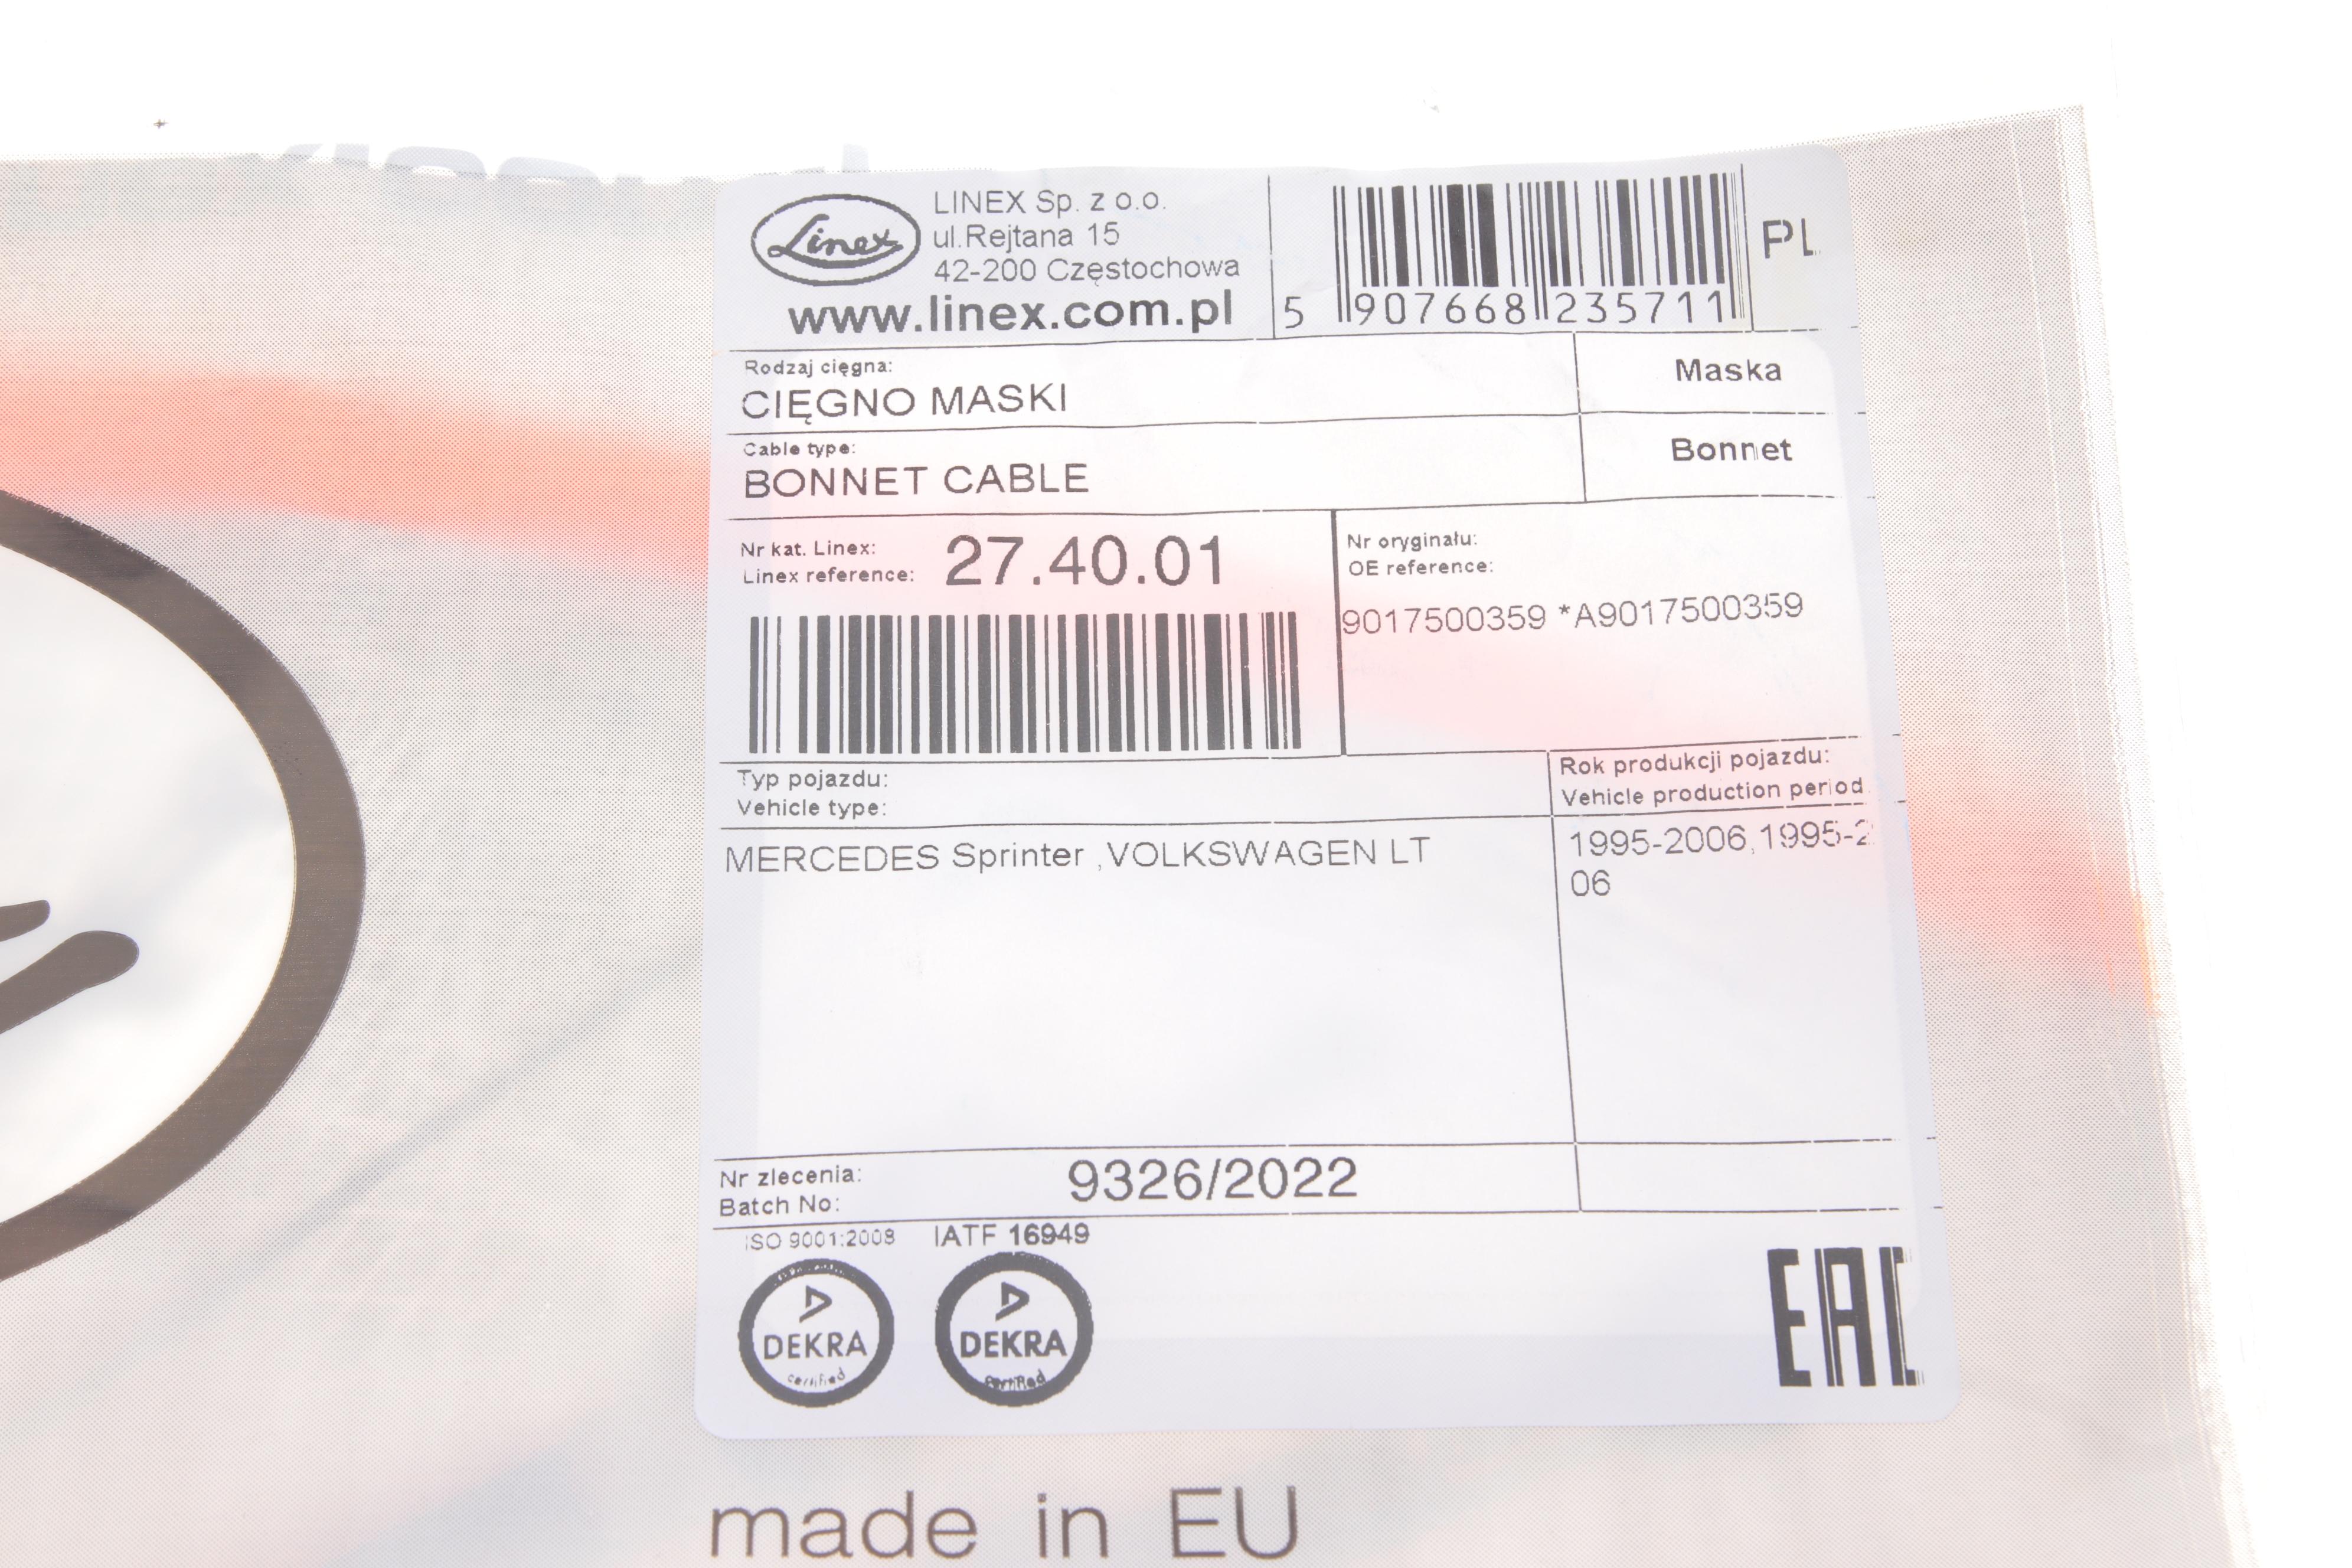 Linex
LINEX Sp. z o.o.
ul.Rejtana 15
42-200 Częstochowa
www.linex.com.pl
5 907668 235711
PL
Rodzaj cięgna:
CIĘGNO MASKI
Maska
Cable type:
BONNET CABLE
Bonnet
Nr kat. Linex:
Linex reference:
27.40.01
Nr oryginału:
OE reference:
9017500359 *A9017500359
Typ pojazdu:
Vehicle type:
Rok produkcji pojazdu:
Vehicle production period
MERCEDES Sprinter ,VOLKSWAGEN LT
1995-2006,1995-2
06
Nr zlecenia:
Batch No:
9326/2022
ISO 9001:2008
IATF 16949
DEKRA
certified
DEKRA
certified
EAC
made in EU